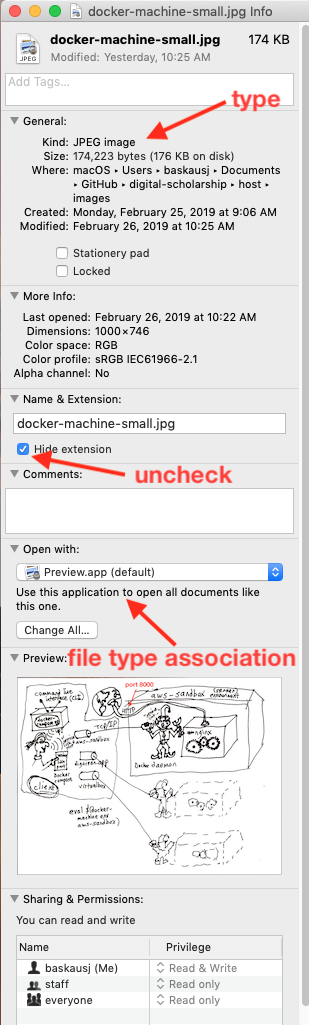 docker-machine-small.jpg Info
JPEG
docker-machine-small.jpg 174 KB
Modified: Yesterday, 10:25 AM
Add Tags...
type
General:
Kind: JPEG image
Size: 174,223 bytes (176 KB on disk)
Where: macOS ▸ Users ▸ baskausj ▸ Documents
▸ GitHub ▸ digital-scholarship ▸ host ▸
images
Created: Monday, February 25, 2019 at 9:06 AM
Modified: February 26, 2019 at 10:25 AM
Stationery pad
Locked
More Info:
Last opened: February 26, 2019 at 10:22 AM
Dimensions: 1000×746
Color space: RGB
Color profile: sRGB IEC61966-2.1
Alpha channel: No
Name & Extension:
docker-machine-small.jpg
Hide extension
uncheck
Comments:
Open with:
Preview.app (default)
Use this application to open all documents like
this one.
Change All...
file type association
Preview:
port 8000
command line
interface (CLI)
HTTP
aws-sandbox
TCP/IP
aws-sandbox
Docker daemon
virtualbox
client
eval $(docker-
machine env
aws-sandbox)
Sharing & Permissions:
You can read and write
Name Privilege
baskausj (Me) Read & Write
staff Read only
everyone Read only